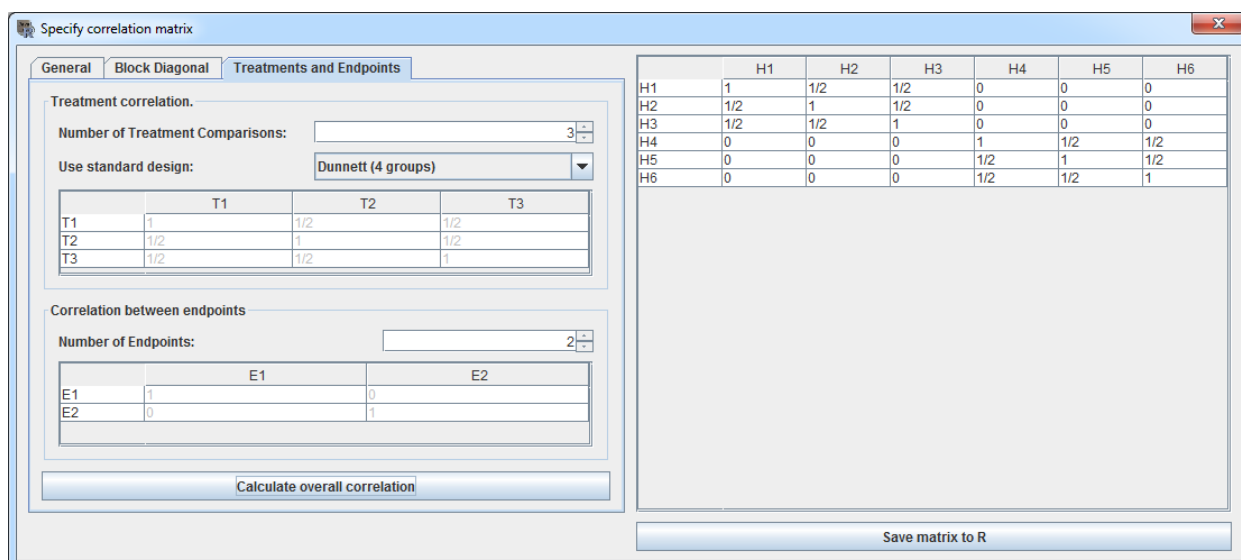 Specify correlation matrix
General Block Diagonal Treatments and Endpoints
Treatment correlation.
Number of Treatment Comparisons: 3
Use standard design: Dunnett (4 groups)
T1 T2 T3
T1 1 1/2 1/2
T2 1/2 1 1/2
T3 1/2 1/2 1
Correlation between endpoints
Number of Endpoints: 2
E1 E2
E1 1 0
E2 0 1
Calculate overall correlation
H1 H2 H3 H4 H5 H6
H1 1 1/2 1/2 0 0 0
H2 1/2 1 1/2 0 0 0
H3 1/2 1/2 1 0 0 0
H4 0 0 0 1 1/2 1/2
H5 0 0 0 1/2 1 1/2
H6 0 0 0 1/2 1/2 1
Save matrix to R